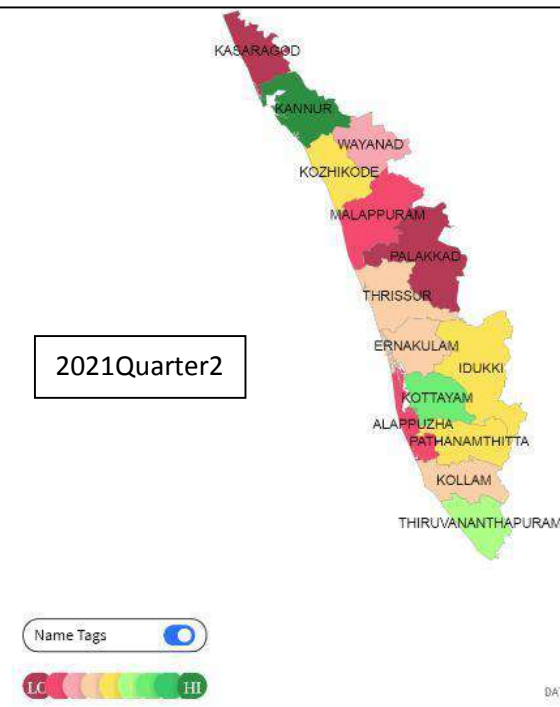 KASARAGOD
KANNUR
WAYANAD
KOZHIKODE
MALAPPURAM
PALAKKAD
THRISSUR
ERNAKULAM
IDUKKI
KOTTAYAM
ALAPPUZHA
PATHANAMTHITTA
KOLLAM
THIRUVANANTHAPURAM
2021Quarter2
Name Tags
LO HI